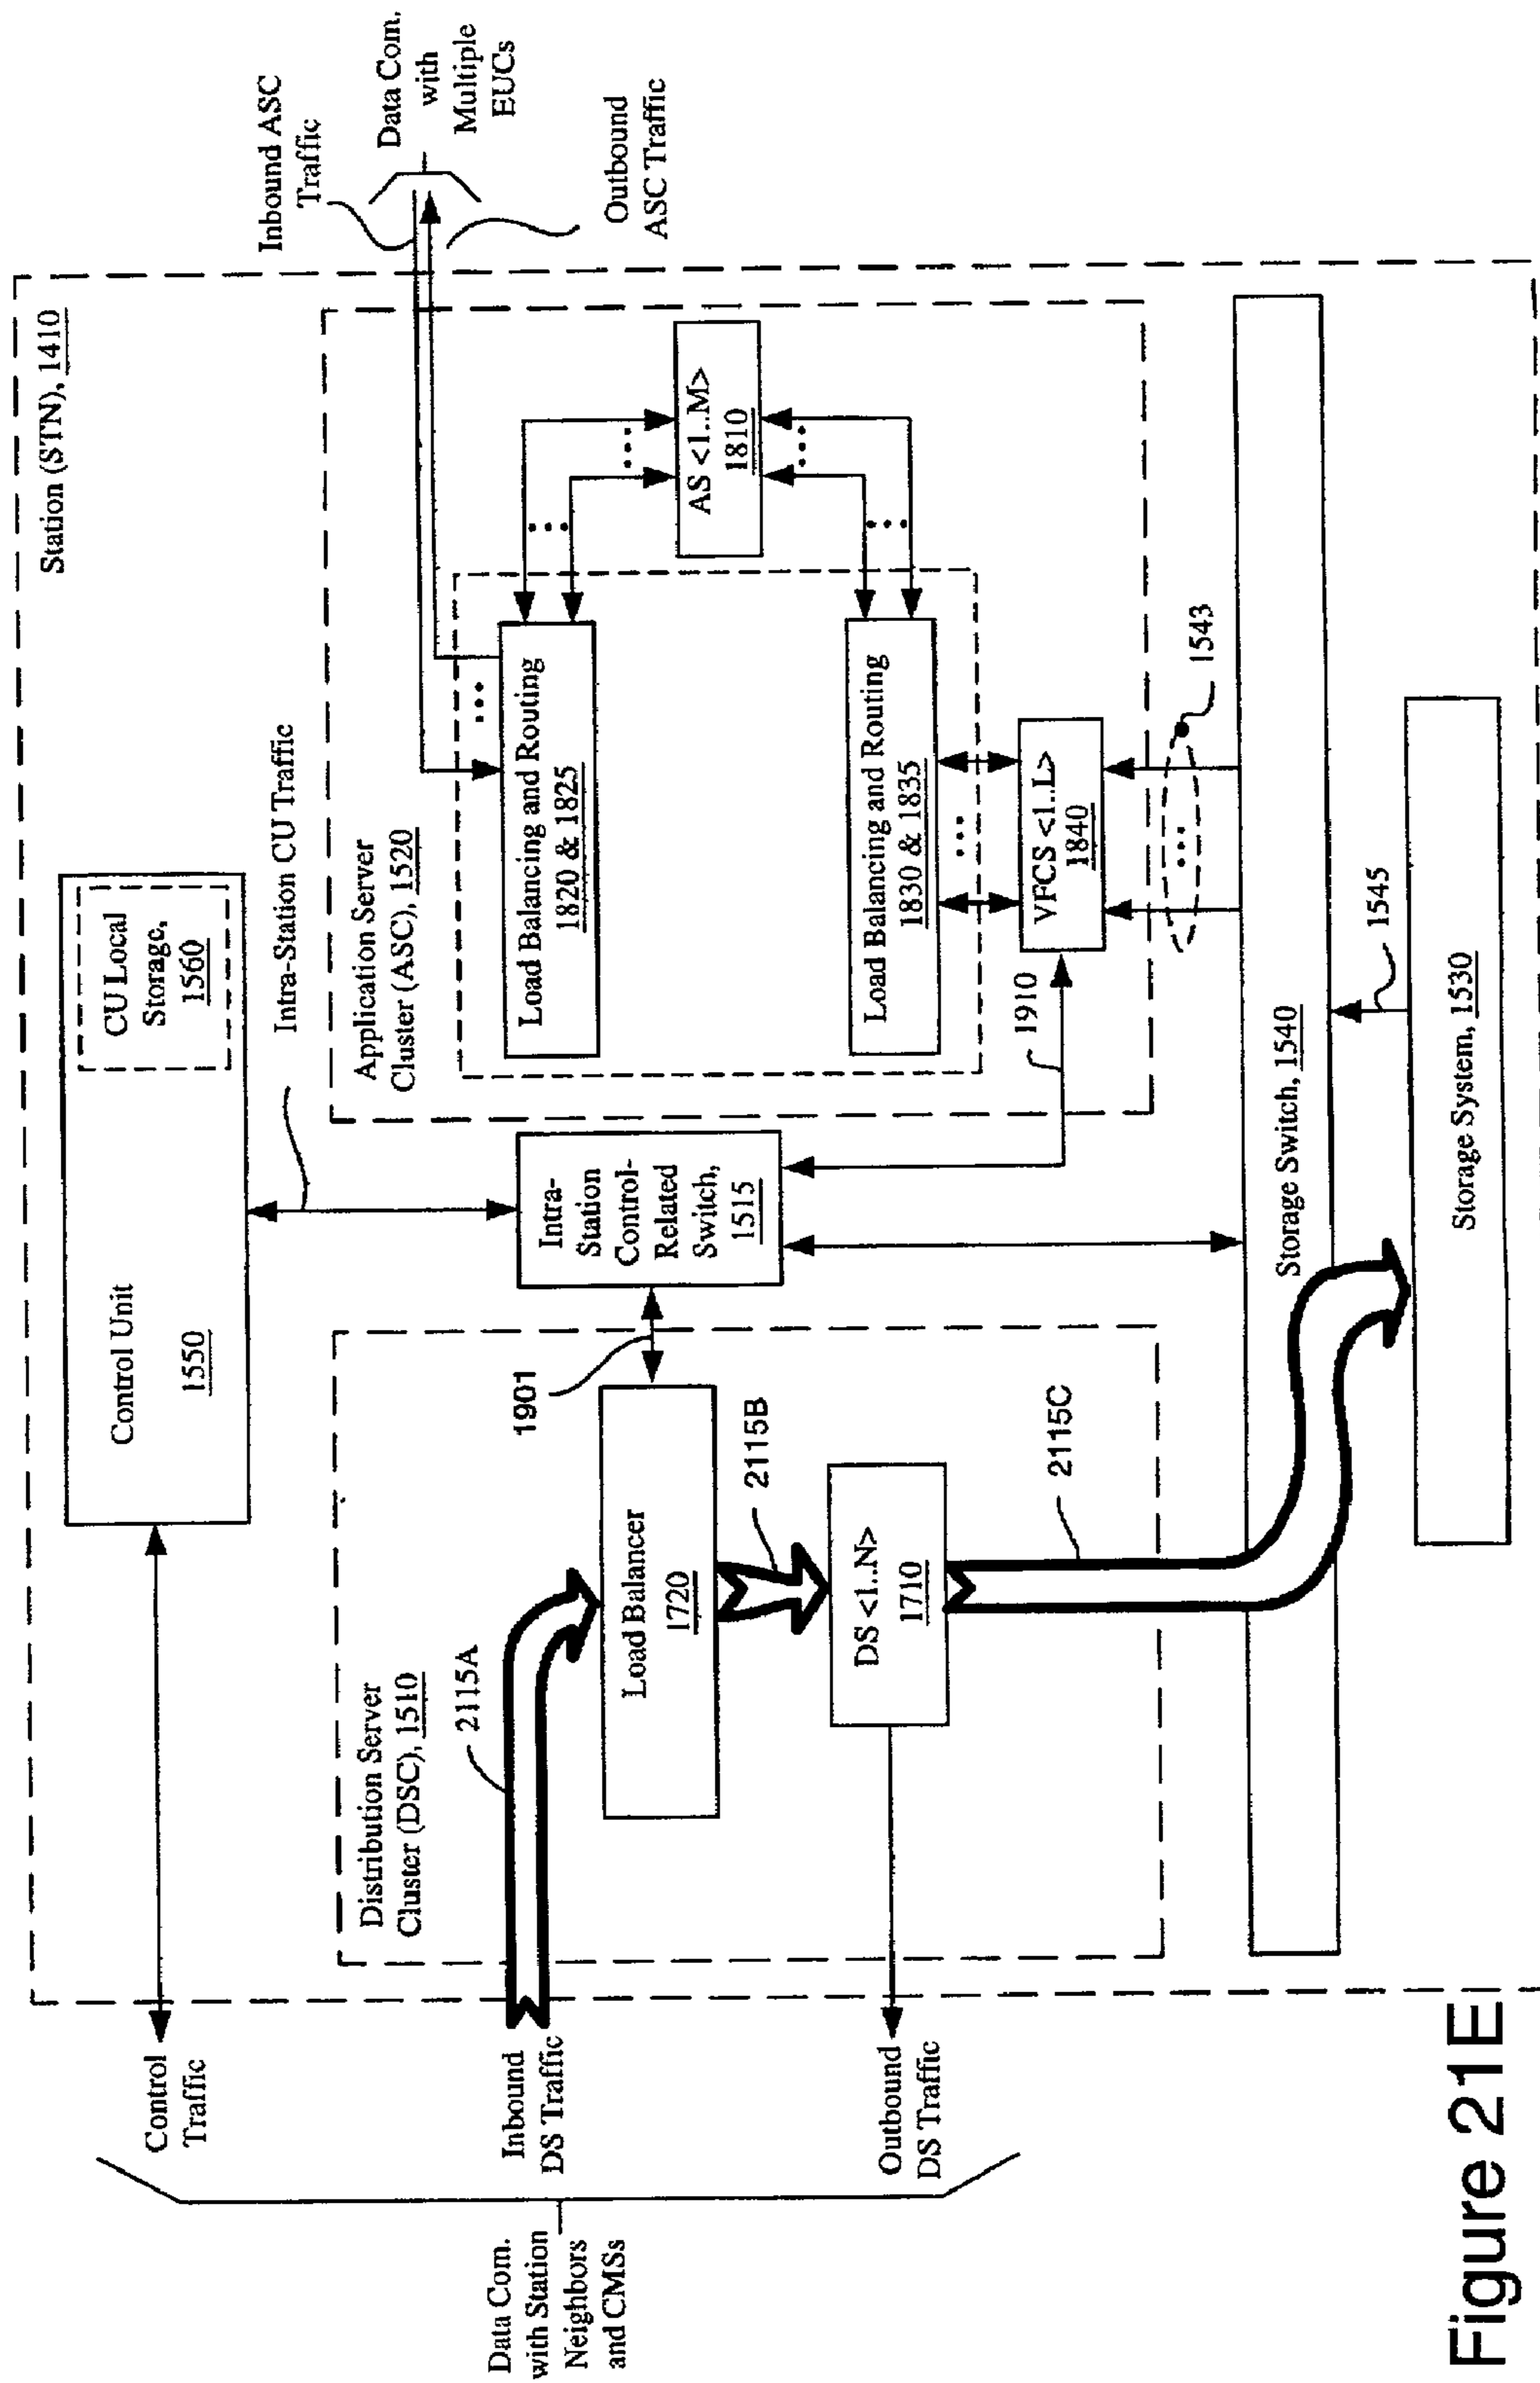 Station (STN), 1410
Control Unit
1550
CU Local
Storage,
1560
Control
Traffic
Intra-Station CU Traffic
Inbound ASC
Traffic
Data Com.
with
Multiple
EUCs
Outbound
ASC Traffic
Distribution Server
Cluster (DSC), 1510
2115A
Load Balancer
1720
1901
2115B
DS <1..N>
1710
2115C
Inbound
DS Traffic
Outbound
DS Traffic
Data Com.
with Station
Neighbors
and CMSs
Intra-
Station
Control-
Related
Switch,
1515
Application Server
Cluster (ASC), 1520
Load Balancing and Routing
1820 & 1825
...
...
...
AS <1..M>
1810
...
...
Load Balancing and Routing
1830 & 1835
...
VFCS <1..L>
1840
1910
...
1543
Storage Switch, 1540
1545
Storage System, 1530
Figure 21E